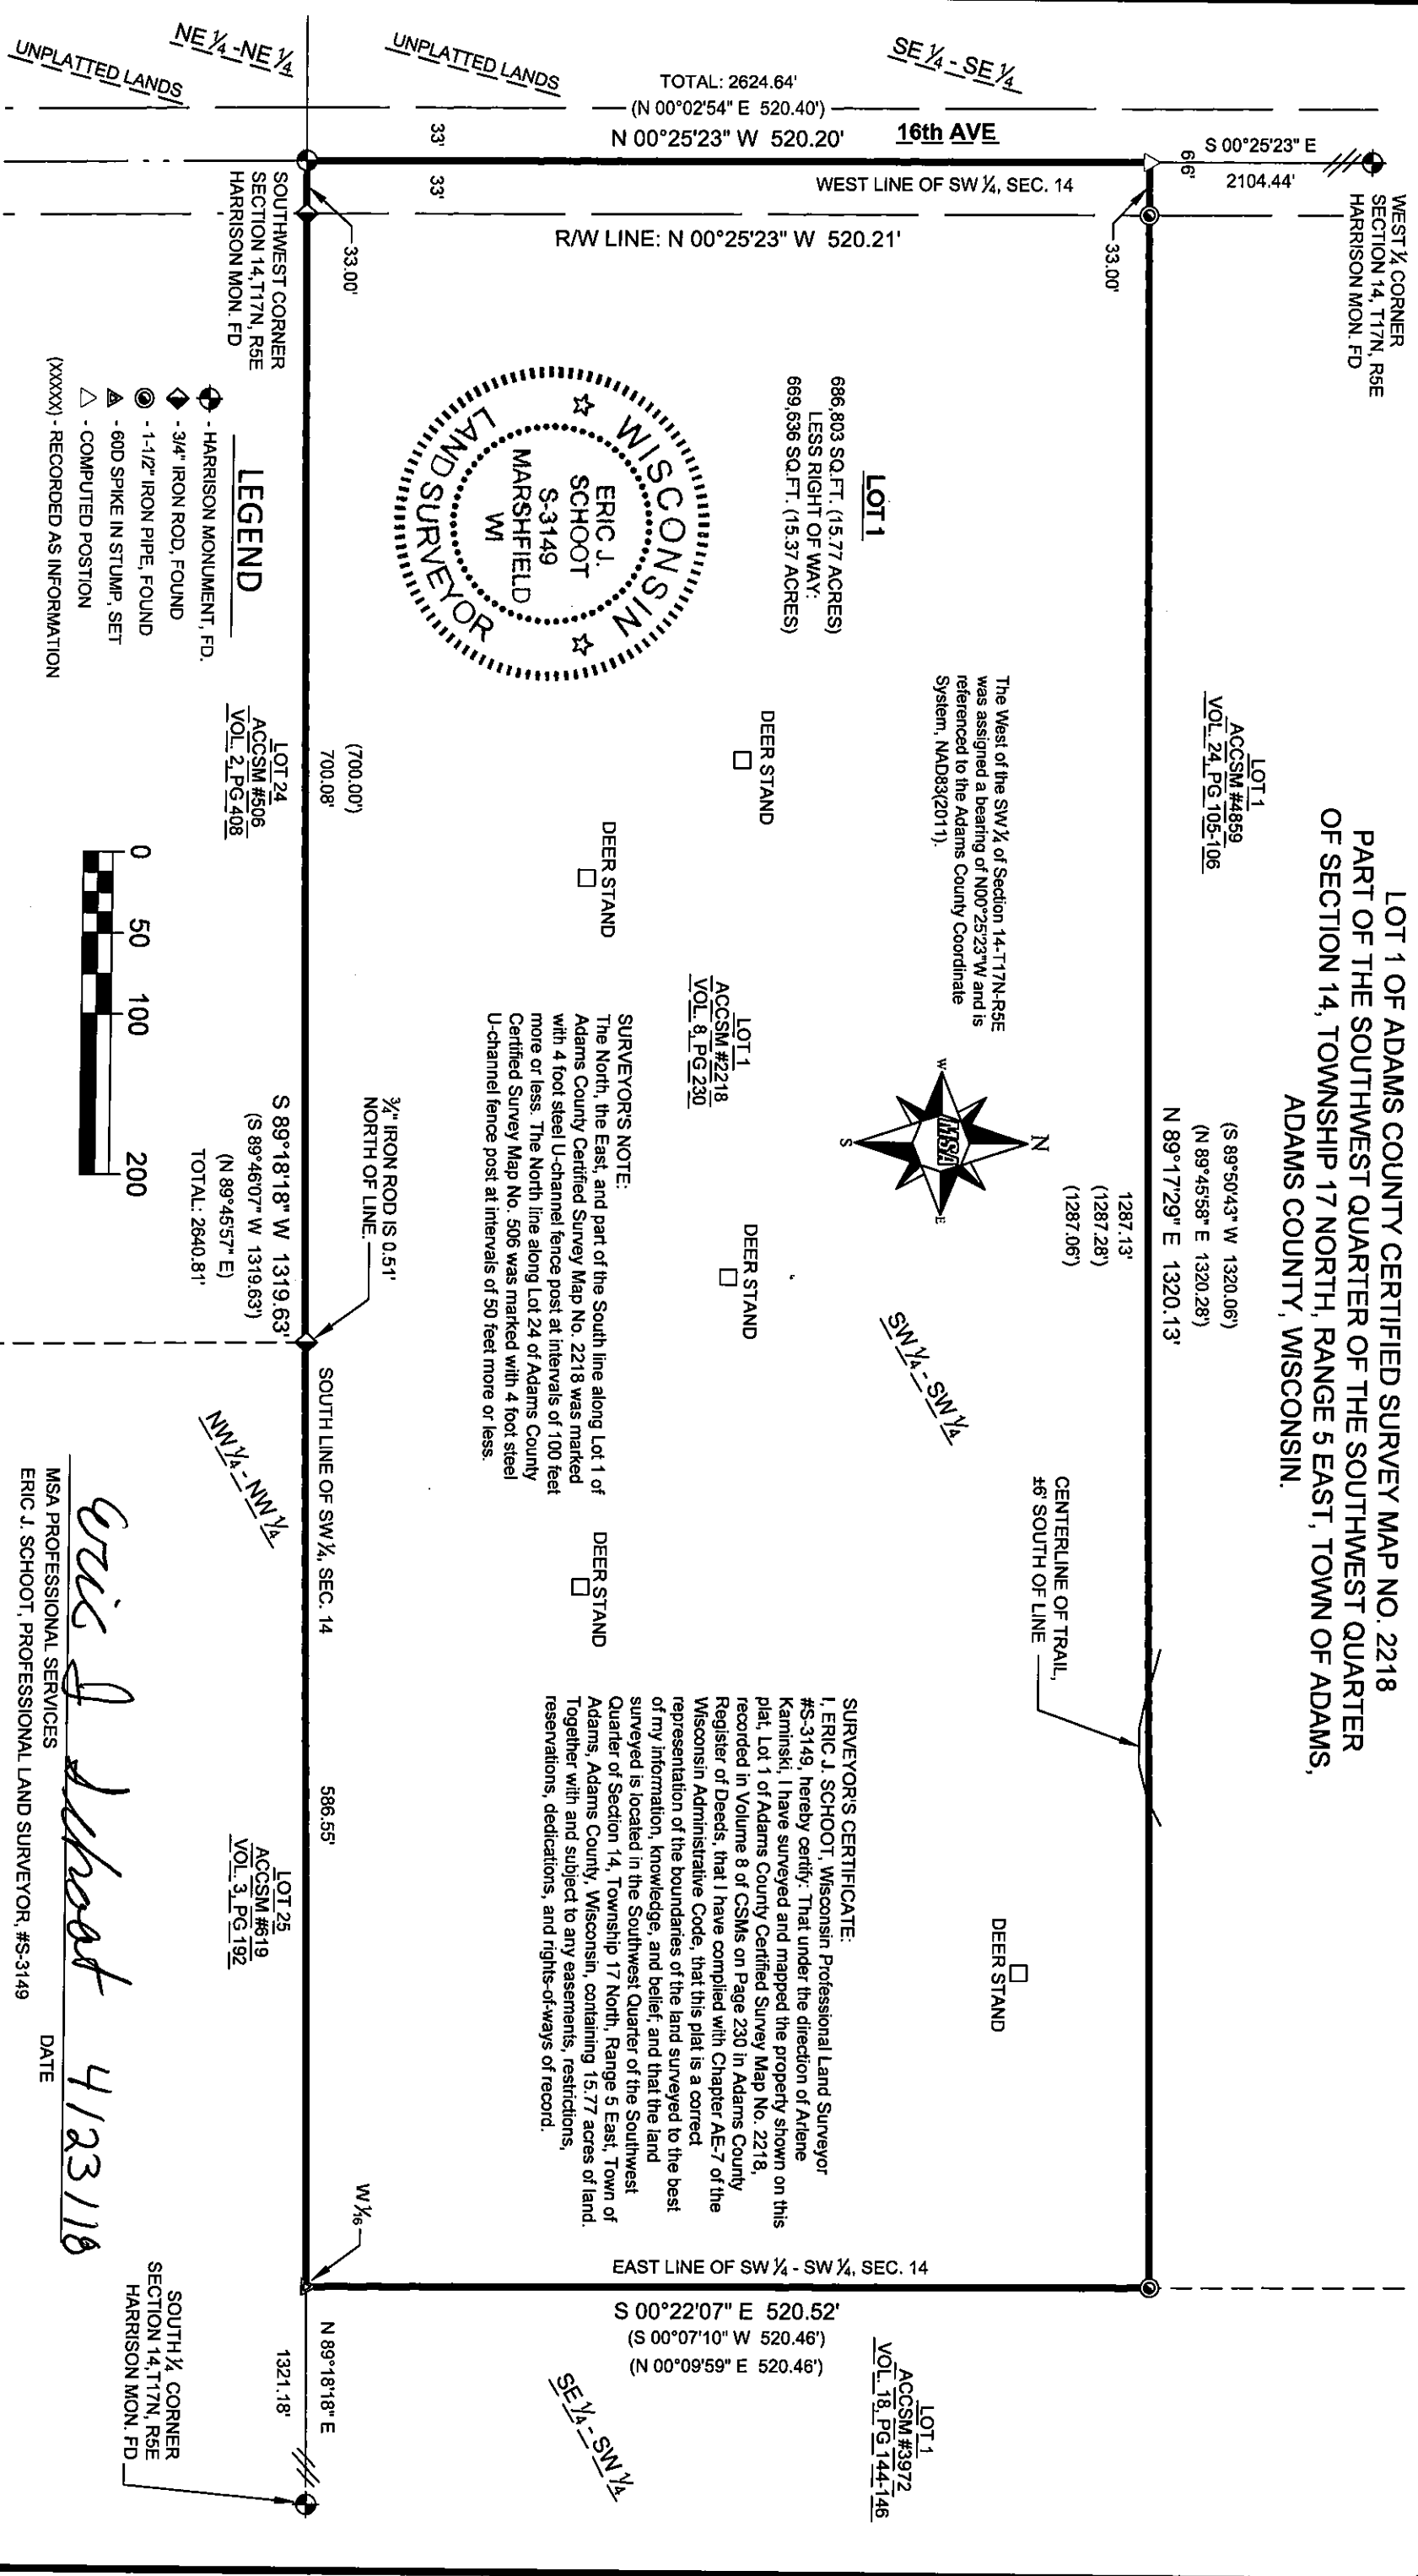 LOT 1 OF ADAMS COUNTY CERTIFIED SURVEY MAP NO. 2218
PART OF THE SOUTHWEST QUARTER OF THE SOUTHWEST QUARTER
OF SECTION 14, TOWNSHIP 17 NORTH, RANGE 5 EAST, TOWN OF ADAMS,
ADAMS COUNTY, WISCONSIN.
WEST ¼ CORNER
SECTION 14, T17N, R5E
HARRISON MON. FD
S 00°25'23" E
2104.44'
66'
LOT 1
ACCSM #4859
VOL. 24, PG 105-106
(S 89°50'43" W 1320.06')
(N 89°45'58" E 1320.28')
N 89°17'29" E 1320.13'
1287.13'
(1287.28')
(1287.06')
33.00'
SE ¼ - SE ¼
16th AVE
TOTAL: 2624.64'
(N 00°02'54" E 520.40')
N 00°25'23" W 520.20'
WEST LINE OF SW ¼, SEC. 14
R/W LINE: N 00°25'23" W 520.21'
UNPLATTED LANDS
33'
33'
NE ¼ - NE ¼
UNPLATTED LANDS
33.00'
SOUTHWEST CORNER
SECTION 14,T17N, R5E
HARRISON MON. FD
LOT 1
686,803 SQ.FT. (15.77 ACRES)
LESS RIGHT OF WAY:
669,636 SQ.FT. (15.37 ACRES)
The West of the SW ¼ of Section 14-T17N-R5E
was assigned a bearing of N00°25'23"W and is
referenced to the Adams County Coordinate
System, NAD83(2011).
N
W
E
S
MSA
SW ¼ - SW ¼
CENTERLINE OF TRAIL,
±6' SOUTH OF LINE
DEER STAND
DEER STAND
DEER STAND
DEER STAND
DEER STAND
LOT 1
ACCSM #2218
VOL. 8, PG 230
WISCONSIN
LAND SURVEYOR
ERIC J.
SCHOOT
S-3149
MARSHFIELD
WI
SURVEYOR'S NOTE:
The North, the East, and part of the South line along Lot 1 of
Adams County Certified Survey Map No. 2218 was marked
with 4 foot steel U-channel fence post at intervals of 100 feet
more or less. The North line along Lot 24 of Adams County
Certified Survey Map No. 506 was marked with 4 foot steel
U-channel fence post at intervals of 50 feet more or less.
SURVEYOR'S CERTIFICATE:
I, ERIC J. SCHOOT, Wisconsin Professional Land Surveyor
#S-3149, hereby certify: That under the direction of Arlene
Kaminski, I have surveyed and mapped the property shown on this
plat, Lot 1 of Adams County Certified Survey Map No. 2218,
recorded in Volume 8 of CSMs on Page 230 in Adams County
Register of Deeds, that I have complied with Chapter AE-7 of the
Wisconsin Administrative Code, that this plat is a correct
representation of the boundaries of the land surveyed to the best
of my information, knowledge, and belief; and that the land
surveyed is located in the Southwest Quarter of the Southwest
Quarter of Section 14, Township 17 North, Range 5 East, Town of
Adams, Adams County, Wisconsin, containing 15.77 acres of land.
Together with and subject to any easements, restrictions,
reservations, dedications, and rights-of-ways of record.
EAST LINE OF SW ¼ - SW ¼, SEC. 14
S 00°22'07" E 520.52'
(S 00°07'10" W 520.46')
(N 00°09'59" E 520.46')
LOT 1
ACCSM #3972
VOL. 18, PG 144-146
SE ¼ - SW ¼
(700.00')
700.08'
¾" IRON ROD IS 0.51'
NORTH OF LINE.
S 89°18'18" W 1319.63'
(S 89°46'07" W 1319.63')
(N 89°45'57" E)
TOTAL: 2640.81'
SOUTH LINE OF SW ¼, SEC. 14
586.55'
W 1⁄16
N 89°18'18" E
1321.18'
LOT 24
ACCSM #506
VOL. 2, PG 408
NW ¼ - NW ¼
LOT 25
ACCSM #619
VOL. 3, PG 192
SOUTH ¼ CORNER
SECTION 14,T17N, R5E
HARRISON MON. FD
LEGEND
- HARRISON MONUMENT, FD.
- 3/4" IRON ROD, FOUND
- 1-1/2" IRON PIPE, FOUND
- 60D SPIKE IN STUMP, SET
- COMPUTED POSTION
(XXXXX) - RECORDED AS INFORMATION
0 50 100 200
Eric J Schoot 4/23/18
MSA PROFESSIONAL SERVICES DATE
ERIC J. SCHOOT, PROFESSIONAL LAND SURVEYOR, #S-3149